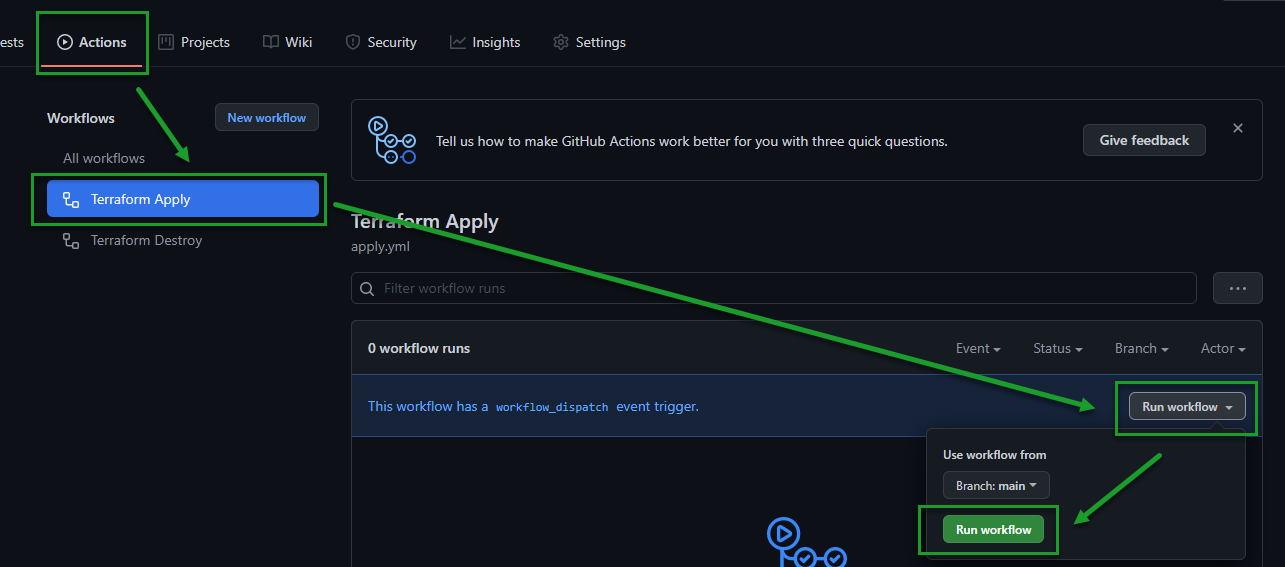 ests Actions Projects Wiki Security Insights Settings
Workflows New workflow
All workflows
Terraform Apply
Terraform Destroy
Tell us how to make GitHub Actions work better for you with three quick questions. Give feedback
Terraform Apply
apply.yml
Filter workflow runs
0 workflow runs Event Status Branch Actor
This workflow has a workflow_dispatch event trigger. Run workflow
Use workflow from
Branch: main
Run workflow